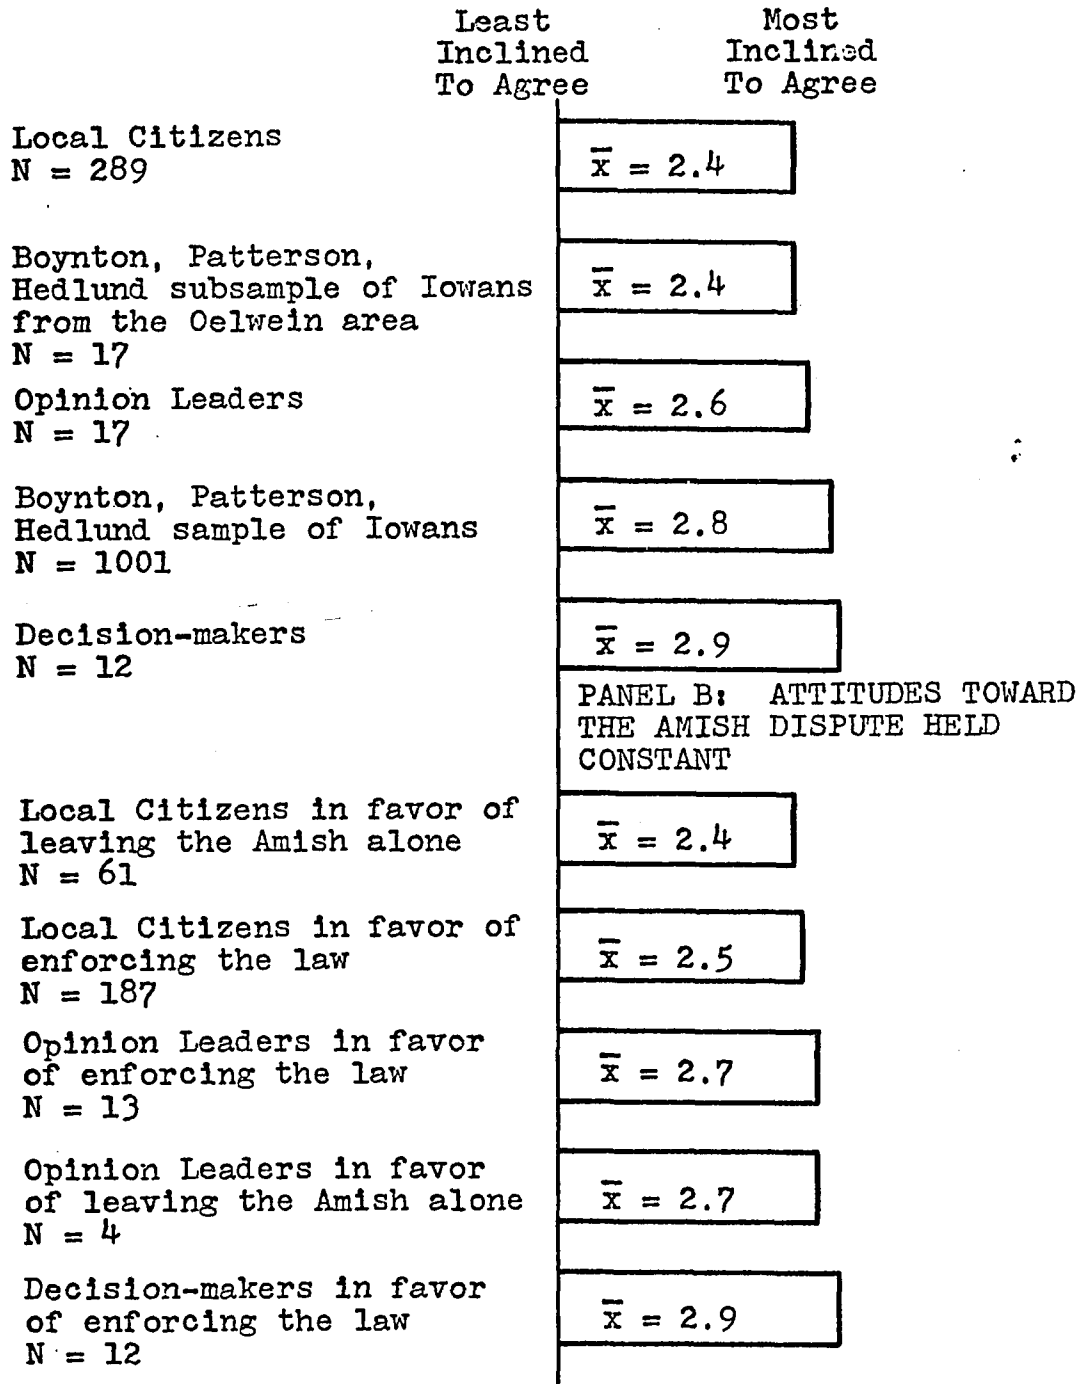 Least
Inclined
To Agree
Most
Inclined
To Agree
Local Citizens
N = 289
x̄ = 2.4
Boynton, Patterson,
Hedlund subsample of Iowans
from the Oelwein area
N = 17
x̄ = 2.4
Opinion Leaders
N = 17
x̄ = 2.6
Boynton, Patterson,
Hedlund sample of Iowans
N = 1001
x̄ = 2.8
Decision-makers
N = 12
x̄ = 2.9
PANEL B: ATTITUDES TOWARD
THE AMISH DISPUTE HELD
CONSTANT
Local Citizens in favor of
leaving the Amish alone
N = 61
x̄ = 2.4
Local Citizens in favor of
enforcing the law
N = 187
x̄ = 2.5
Opinion Leaders in favor
of enforcing the law
N = 13
x̄ = 2.7
Opinion Leaders in favor
of leaving the Amish alone
N = 4
x̄ = 2.7
Decision-makers in favor
of enforcing the law
N = 12
x̄ = 2.9